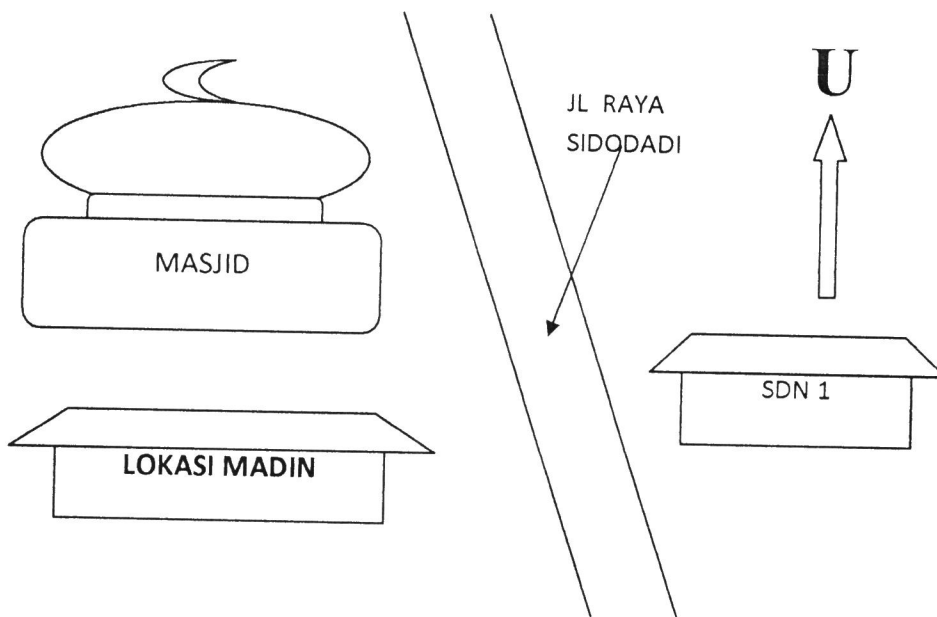 U
JL RAYA
SIDODADI
MASJID
SDN 1
LOKASI MADIN